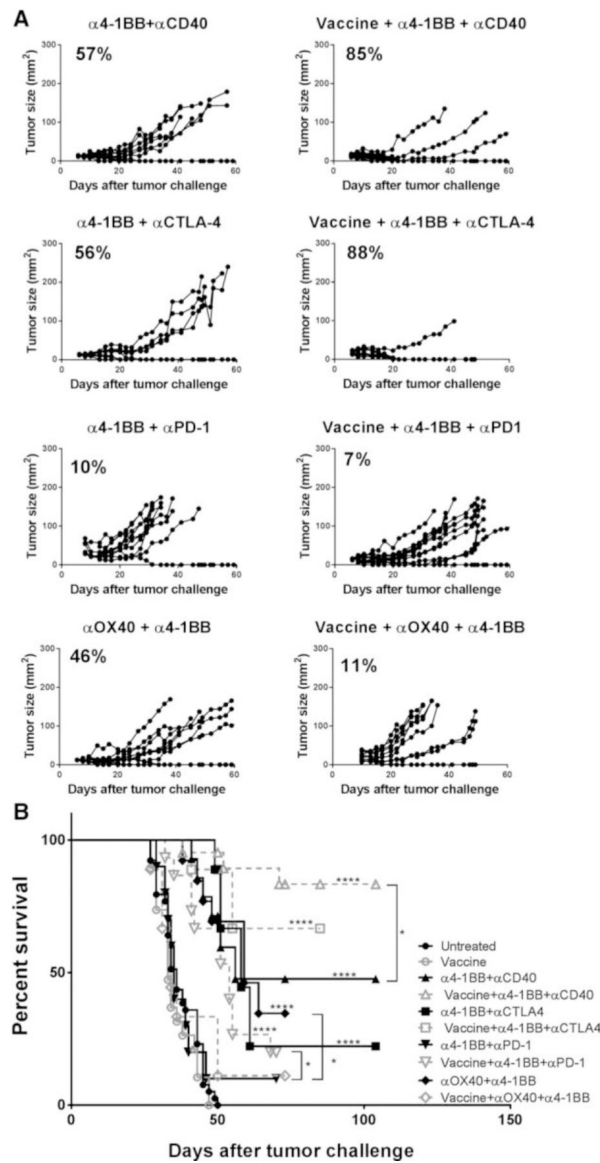 A
α4-1BB+αCD40
57%
Tumor size (mm²)
300
200
100
0
0 20 40 60
Days after tumor challenge
Vaccine + α4-1BB + αCD40
85%
Tumor size (mm²)
300
200
100
0
0 20 40 60
Days after tumor challenge
α4-1BB + αCTLA-4
56%
Tumor size (mm²)
300
200
100
0
0 20 40 60
Days after tumor challenge
Vaccine + α4-1BB + αCTLA-4
88%
Tumor size (mm²)
300
200
100
0
0 20 40 60
Days after tumor challenge
α4-1BB + αPD-1
10%
Tumor size (mm²)
300
200
100
0
0 20 40 60
Days after tumor challenge
Vaccine + α4-1BB + αPD1
7%
Tumor size (mm²)
300
200
100
0
0 20 40 60
Days after tumor challenge
αOX40 + α4-1BB
46%
Tumor size (mm²)
300
200
100
0
0 20 40 60
Days after tumor challenge
Vaccine + αOX40 + α4-1BB
11%
Tumor size (mm²)
300
200
100
0
0 20 40 60
Days after tumor challenge
B
Percent survival
100
50
0
0 50 100 150
Days after tumor challenge
****
****
****
****
****
****
*
*
*
Untreated
Vaccine
α4-1BB+αCD40
Vaccine+α4-1BB+αCD40
α4-1BB+αCTLA4
Vaccine+α4-1BB+αCTLA4
α4-1BB+αPD-1
Vaccine+α4-1BB+αPD-1
αOX40+α4-1BB
Vaccine+αOX40+α4-1BB